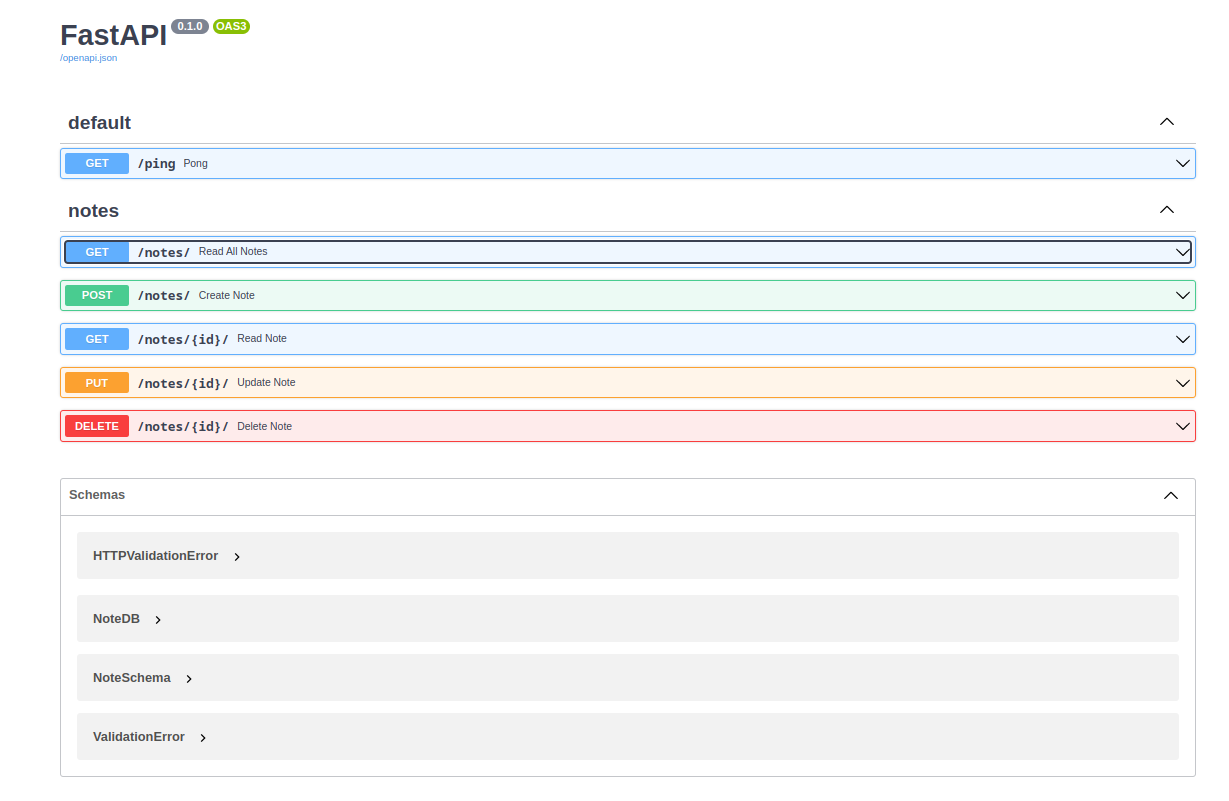 FastAPI 0.1.0 OAS3
/openapi.json
default
GET /ping Pong
notes
GET /notes/ Read All Notes
POST /notes/ Create Note
GET /notes/{id}/ Read Note
PUT /notes/{id}/ Update Note
DELETE /notes/{id}/ Delete Note
Schemas
HTTPValidationError
NoteDB
NoteSchema
ValidationError